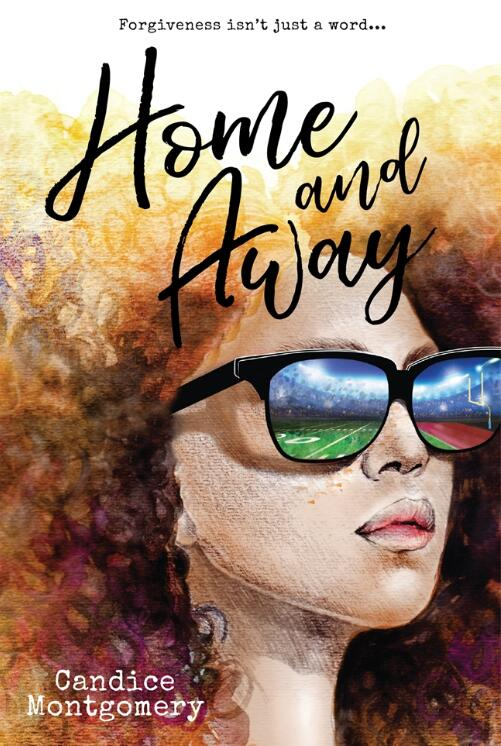 Forgiveness isn't just a word...
Home
and
Away
Candice
Montgomery